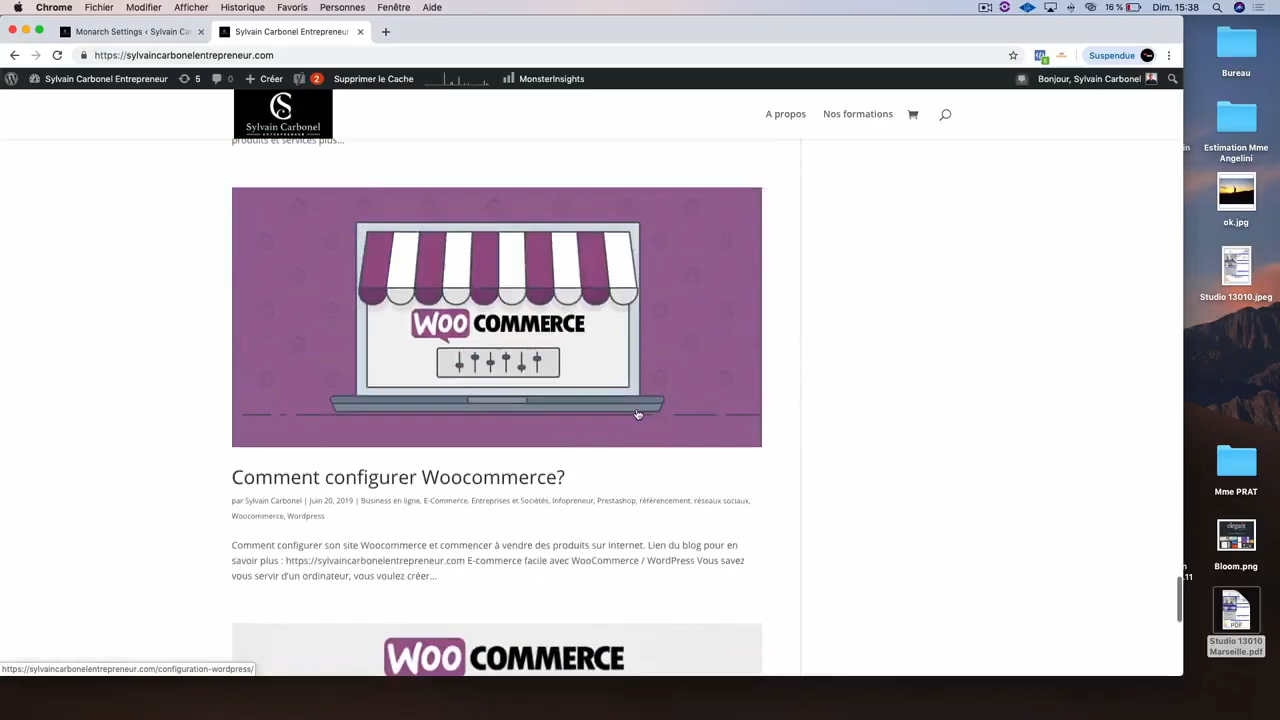 Chrome Fichier Modifier Afficher Historique Favoris Personnes Fenêtre Aide
16 % Dim. 15:38
Monarch Settings ‹ Sylvain Ca
Sylvain Carbonel Entrepreneur
https://sylvaincarbonelentrepreneur.com
Suspendue
Sylvain Carbonel Entrepreneur 5 0 Créer 2 Supprimer le Cache MonsterInsights
Bonjour, Sylvain Carbonel
Sylvain Carbonel
ENTREPRENEUR
A propos Nos formations
produits et services plus...
WOO COMMERCE
Comment configurer Woocommerce?
par Sylvain Carbonel | Juin 20, 2019 | Business en ligne, E-Commerce, Entreprises et Sociétés, Infopreneur, Prestashop, référencement, réseaux sociaux,
Woocommerce, Wordpress
Comment configurer son site Woocommerce et commencer à vendre des produits sur internet. Lien du blog pour en
savoir plus : https://sylvaincarbonelentrepreneur.com E-commerce facile avec WooCommerce / WordPress Vous savez
vous servir d'un ordinateur, vous voulez créer...
WOO COMMERCE
https://sylvaincarbonelentrepreneur.com/configuration-wordpress/
Bureau
Estimation Mme
Angelini
ok.jpg
Studio 13010.jpeg
Mme PRAT
elegant
Bloom.png
PDF
Studio 13010
Marseille.pdf